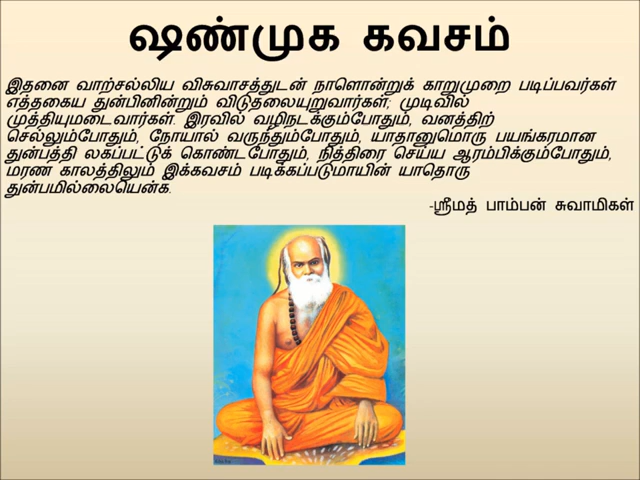 ஷண்முக கவசம்
இதனை வாற்சல்லிய விசுவாசத்துடன் நாளொன்றுக் காறுமுறை படிப்பவர்கள்
எத்தகைய துன்பினின்றும் விடுதலையுறுவார்கள்; முடிவில்
முத்தியுமடைவார்கள். இரவில் வழிநடக்கும்போதும், வனத்திற்
செல்லும்போதும், நோயால் வருந்தும்போதும், யாதானுமொரு பயங்கரமான
துன்பத்தி லகப்பட்டுக் கொண்டபோதும், நித்திரை செய்ய ஆரம்பிக்கும்போதும்,
மரண காலத்திலும் இக்கவசம் படிக்கப்படுமாயின் யாதொரு
துன்பமில்லையென்க.
-ஸ்ரீமத் பாம்பன் சுவாமிகள்